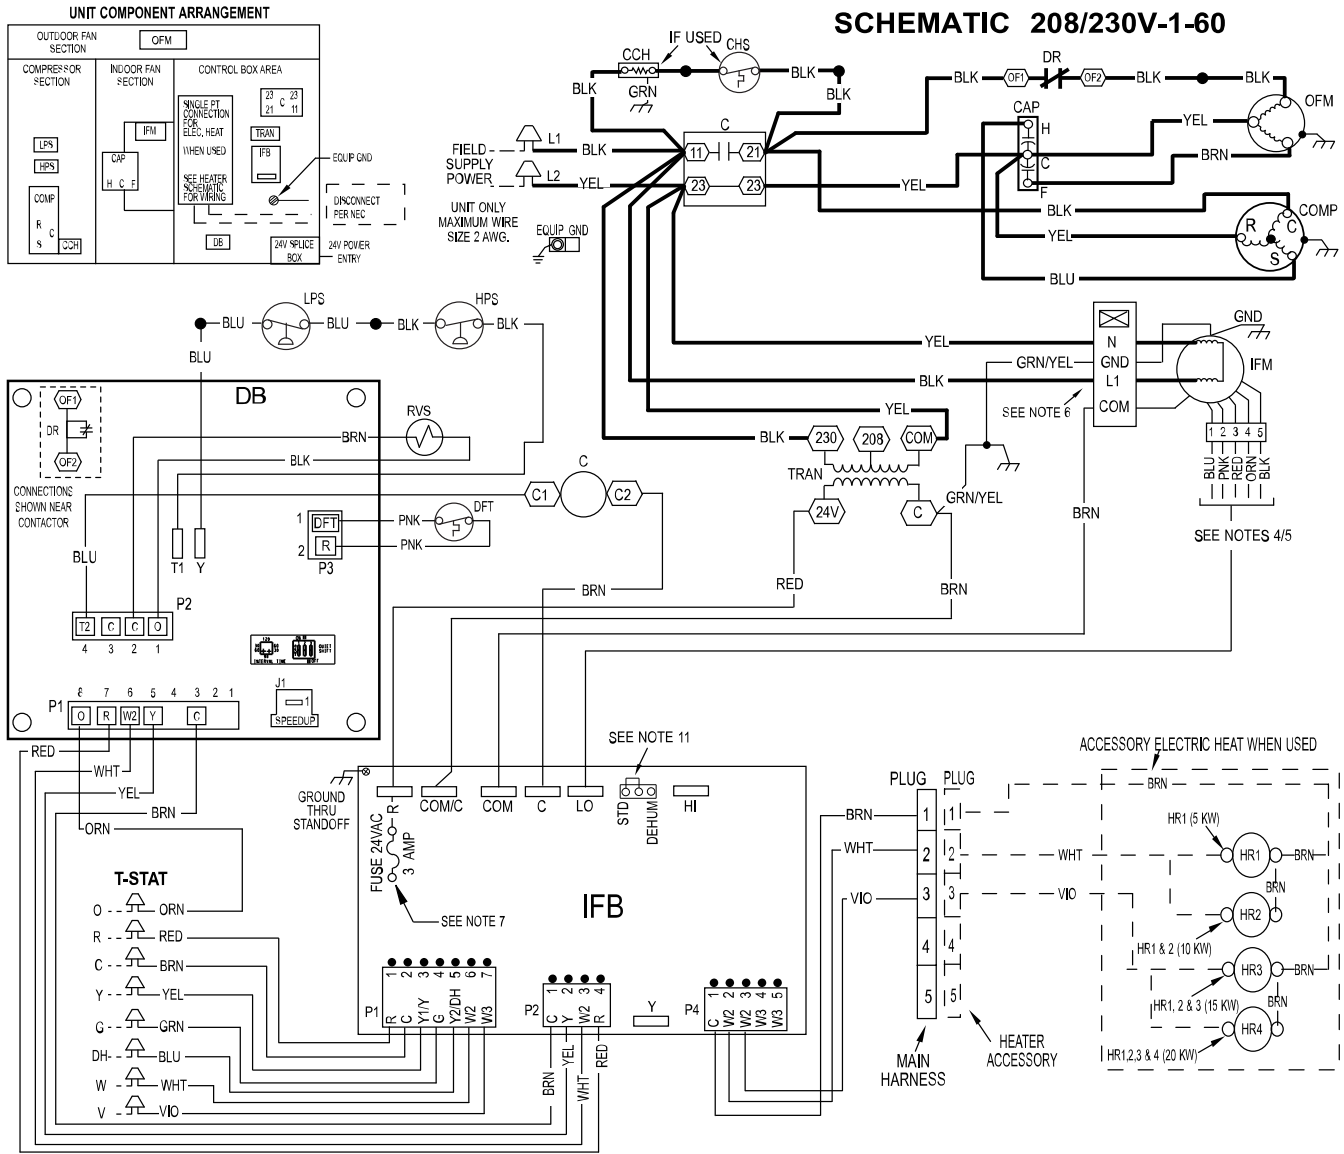 UNIT COMPONENT ARRANGEMENT
OUTDOOR FAN
SECTION
OFM
COMPRESSOR
SECTION
INDOOR FAN
SECTION
CONTROL BOX AREA
LPS
HPS
COMP
R
C
S
CCH
IFM
CAP
H C F
SINGLE PT
CONNECTION
FOR
ELEC, HEAT
WHEN USED
SEE HEATER
SCHEMATIC
FOR WIRING
23 C 23
21 11
TRAN
IFB
DB
EQUIP GND
DISCONNECT
PER NEC
24V SPLICE
BOX
24V POWER
ENTRY
SCHEMATIC 208/230V-1-60
IF USED
CCH
CHS
GRN
BLK
BLK
BLK
BLK
OF1
DR
OF2
BLK
BLK
OFM
FIELD
SUPPLY
POWER
L1
BLK
L2
YEL
UNIT ONLY
MAXIMUM WIRE
SIZE 2 AWG.
EQUIP GND
C
11
21
23
23
YEL
CAP
H
C
F
YEL
BRN
BLK
YEL
BLU
COMP
R
C
S
YEL
BLK
YEL
BLK
GRN/YEL
SEE NOTE 6
N
GND
L1
COM
GND
IFM
1 2 3 4 5
BLU
PNK
RED
ORN
BLK
SEE NOTES 4/5
230
208
COM
TRAN
24V
C
GRN/YEL
BRN
RED
BRN
LPS
HPS
BLU
BLU
BLK
BLK
BLU
DB
OF1
DR
OF2
CONNECTIONS
SHOWN NEAR
CONTACTOR
RVS
BRN
BLK
C
C1
C2
BRN
BLU
T1
Y
1
DFT
2
R
P3
PNK
PNK
DFT
P2
T2 C C O
4 3 2 1
INTERVAL TIME
QUIET
SHIFT
J1
1
SPEEDUP
P1
8 7 6 5 4 3 2 1
O R W2 Y C
RED
WHT
YEL
BRN
ORN
T-STAT
O
ORN
R
RED
C
BRN
Y
YEL
G
GRN
DH
BLU
W
WHT
V
VIO
GROUND
THRU
STANDOFF
R
FUSE 24VAC
3 AMP
SEE NOTE 7
COM/C
COM
C
LO
SEE NOTE 11
STD
DEHUM
HI
IFB
P1
1 2 3 4 5 6 7
R C Y1/Y G Y2/DH W2 W3
P2
1 2 3 4
C Y W2 R
BRN
YEL
WHT
RED
Y
P4
1 2 3 4 5
C W2 W2 W3 W3
BRN
WHT
VIO
PLUG
1
2
3
4
5
MAIN
HARNESS
PLUG
1
2
3
4
5
HEATER
ACCESSORY
ACCESSORY ELECTRIC HEAT WHEN USED
BRN
WHT
VIO
HR1 (5 KW)
HR1
BRN
BRN
HR2
HR1 & 2 (10 KW)
HR3
BRN
BRN
HR1, 2 & 3 (15 KW)
HR4
HR1,2,3 & 4 (20 KW)